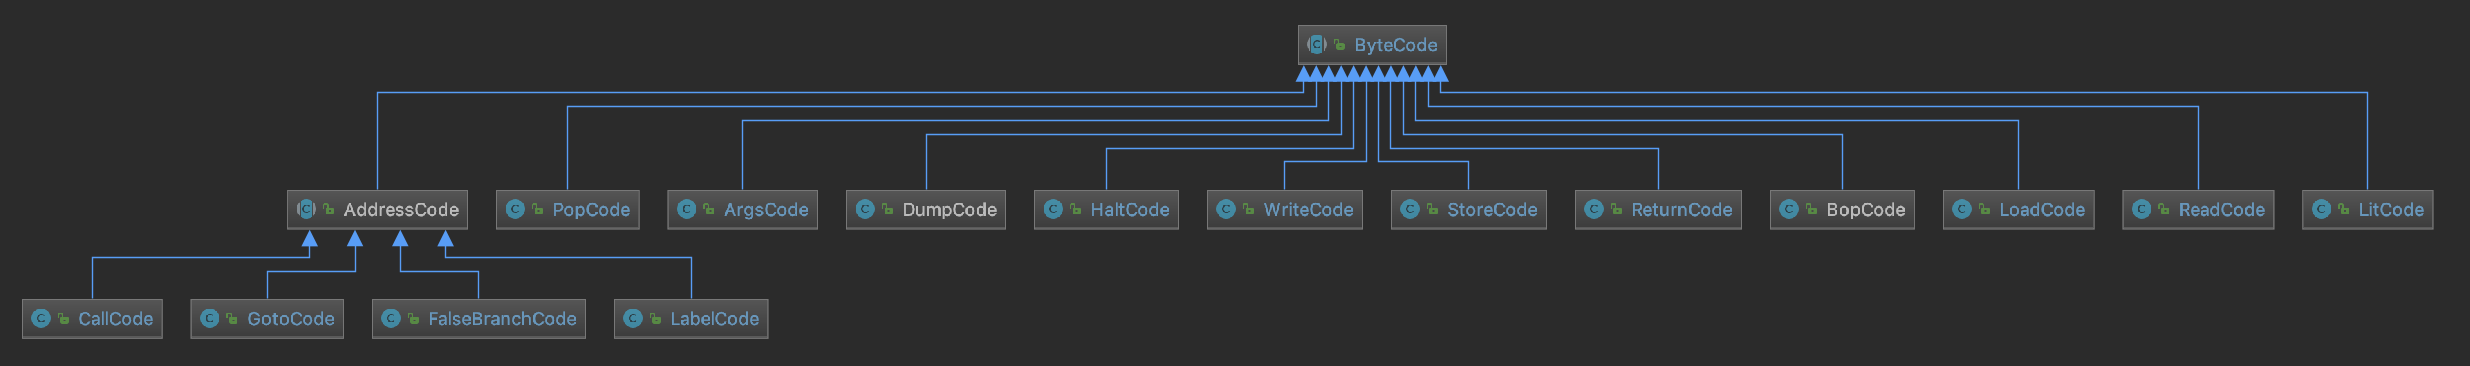 ByteCode
AddressCode
PopCode
ArgsCode
DumpCode
HaltCode
WriteCode
StoreCode
ReturnCode
BopCode
LoadCode
ReadCode
LitCode
CallCode
GotoCode
FalseBranchCode
LabelCode